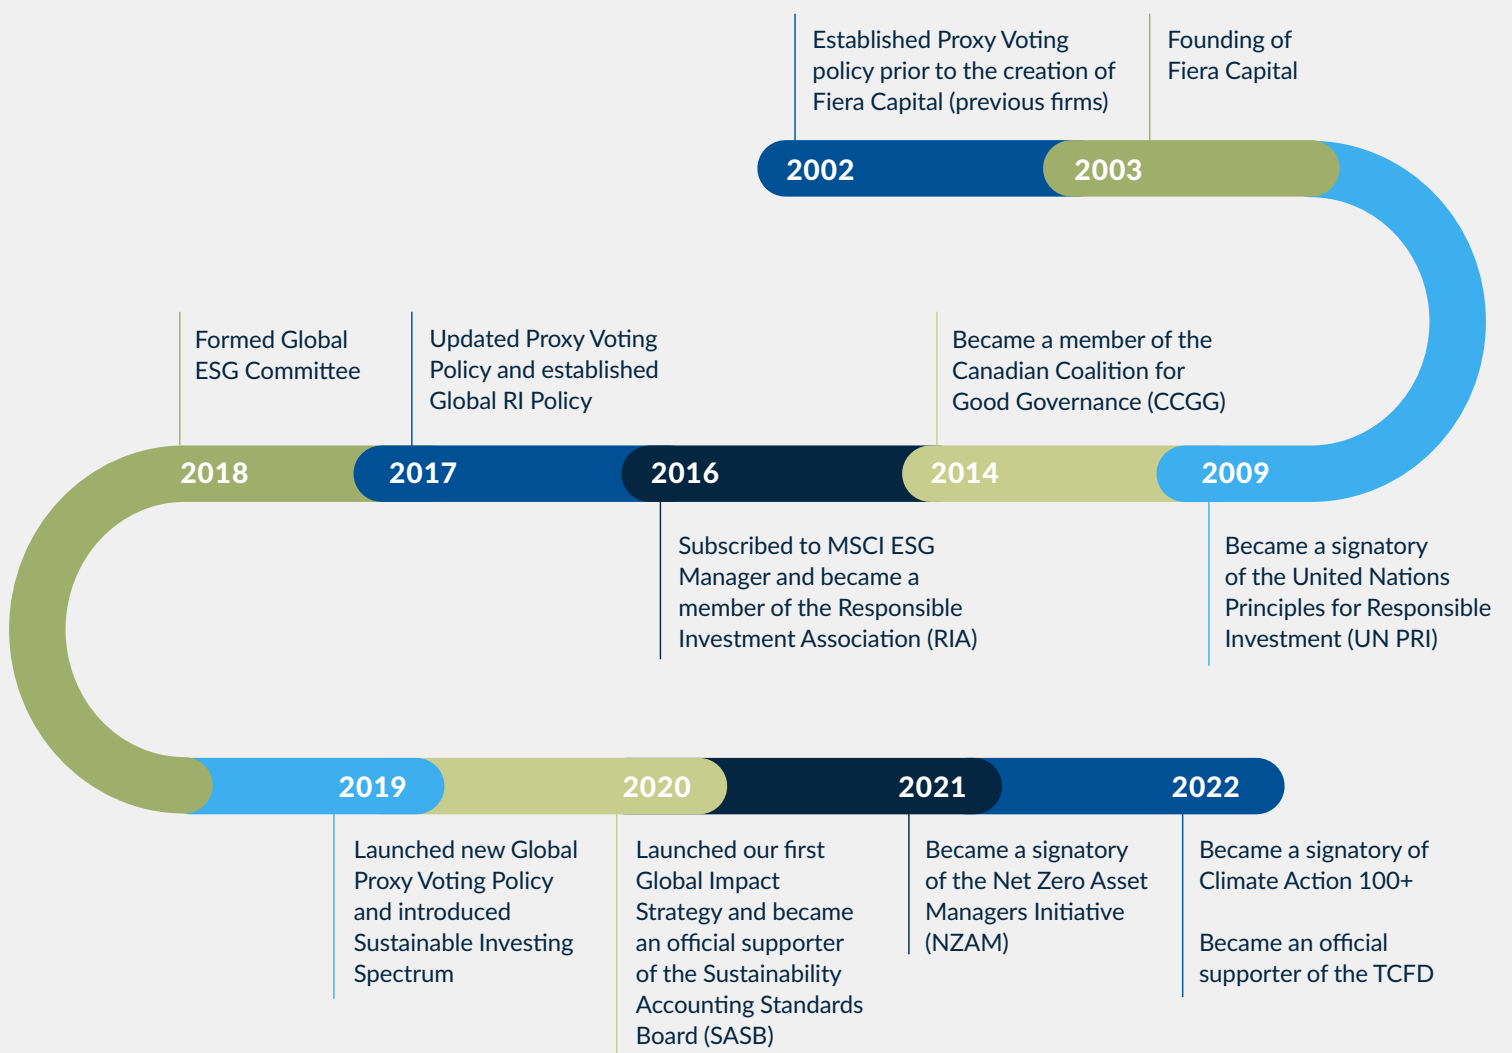 Established Proxy Voting
policy prior to the creation of
Fiera Capital (previous firms)
Founding of
Fiera Capital
2002
2003
Formed Global
ESG Committee
Updated Proxy Voting
Policy and established
Global RI Policy
Became a member of the
Canadian Coalition for
Good Governance (CCGG)
2018
2017
2016
2014
2009
Subscribed to MSCI ESG
Manager and became a
member of the Responsible
Investment Association (RIA)
Became a signatory
of the United Nations
Principles for Responsible
Investment (UN PRI)
2019
2020
2021
2022
Launched new Global
Proxy Voting Policy
and introduced
Sustainable Investing
Spectrum
Launched our first
Global Impact
Strategy and became
an official supporter
of the Sustainability
Accounting Standards
Board (SASB)
Became a signatory
of the Net Zero Asset
Managers Initiative
(NZAM)
Became a signatory of
Climate Action 100+
Became an official
supporter of the TCFD